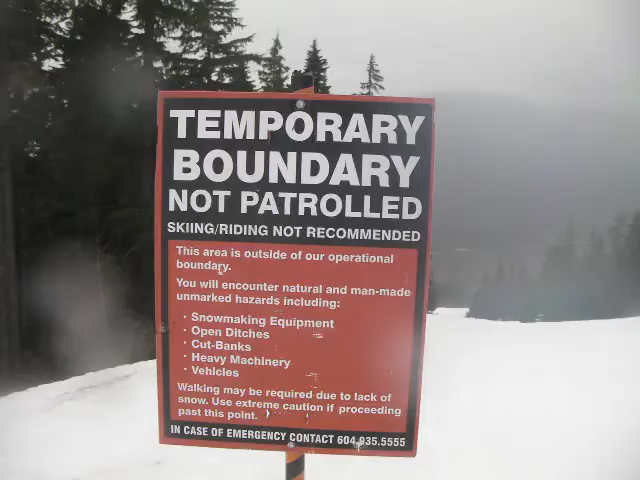 TEMPORARY
BOUNDARY
NOT PATROLLED
SKIING/RIDING NOT RECOMMENDED
This area is outside of our operational
boundary.
You will encounter natural and man-made
unmarked hazards including:
· Snowmaking Equipment
· Open Ditches
· Cut-Banks
· Heavy Machinery
· Vehicles
Walking may be required due to lack of
snow. Use extreme caution if proceeding
past this point.
IN CASE OF EMERGENCY CONTACT 604.935.5555